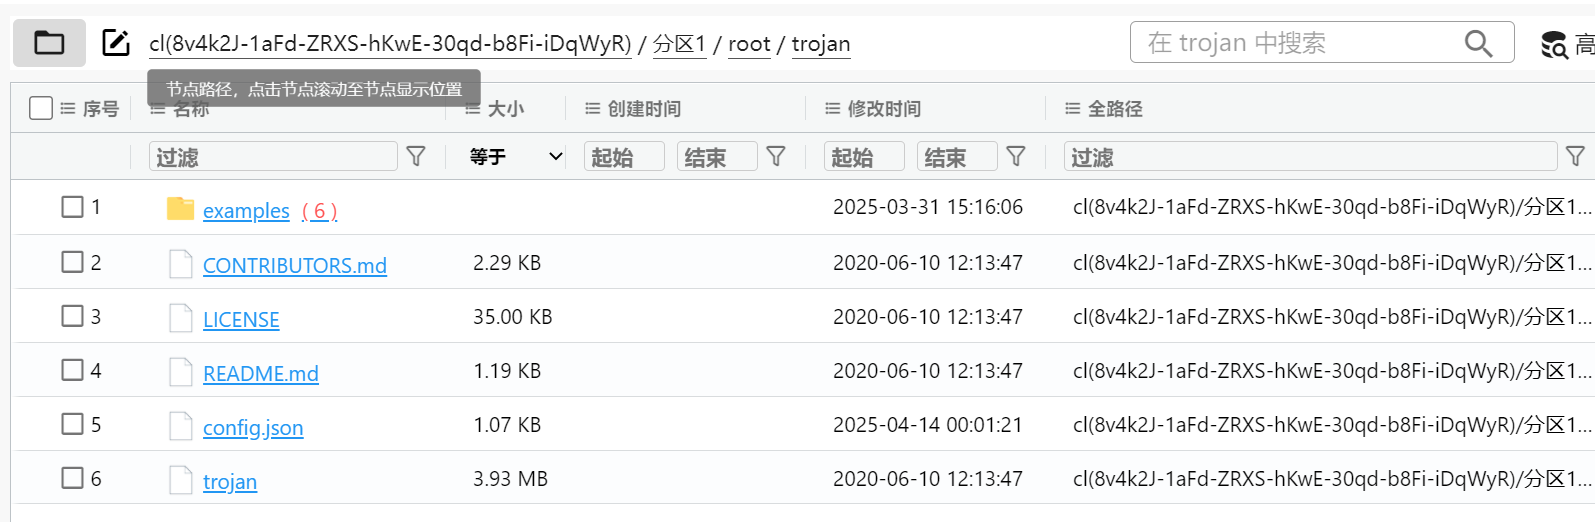 cl(8v4k2J-1aFd-ZRXS-hKwE-30qd-b8Fi-iDqWyR) / 分区1 / root / trojan 在 trojan 中搜索 高
节点路径，点击节点滚动至节点显示位置
序号 名称 大小 创建时间 修改时间 全路径
过滤 等于 起始 结束 起始 结束 过滤
1 examples ( 6 ) 2025-03-31 15:16:06 cl(8v4k2J-1aFd-ZRXS-hKwE-30qd-b8Fi-iDqWyR)/分区1...
2 CONTRIBUTORS.md 2.29 KB 2020-06-10 12:13:47 cl(8v4k2J-1aFd-ZRXS-hKwE-30qd-b8Fi-iDqWyR)/分区1...
3 LICENSE 35.00 KB 2020-06-10 12:13:47 cl(8v4k2J-1aFd-ZRXS-hKwE-30qd-b8Fi-iDqWyR)/分区1...
4 README.md 1.19 KB 2020-06-10 12:13:47 cl(8v4k2J-1aFd-ZRXS-hKwE-30qd-b8Fi-iDqWyR)/分区1...
5 config.json 1.07 KB 2025-04-14 00:01:21 cl(8v4k2J-1aFd-ZRXS-hKwE-30qd-b8Fi-iDqWyR)/分区1...
6 trojan 3.93 MB 2020-06-10 12:13:47 cl(8v4k2J-1aFd-ZRXS-hKwE-30qd-b8Fi-iDqWyR)/分区1...